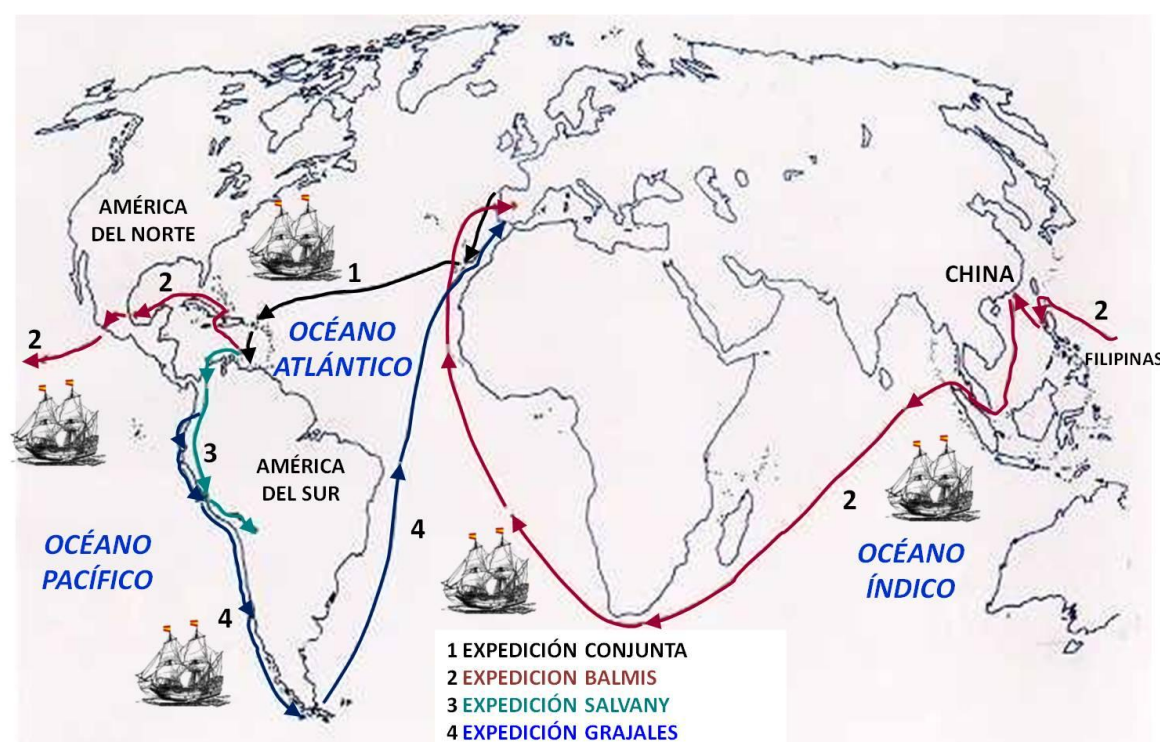 AMÉRICA
DEL NORTE
1
2
OCÉANO
ATLÁNTICO
2
CHINA
2
FILIPINAS
3
AMÉRICA
DEL SUR
OCÉANO
PACÍFICO
4
4
2
OCÉANO
ÍNDICO
1 EXPEDICIÓN CONJUNTA
2 EXPEDICION BALMIS
3 EXPEDICIÓN SALVANY
4 EXPEDICIÓN GRAJALES